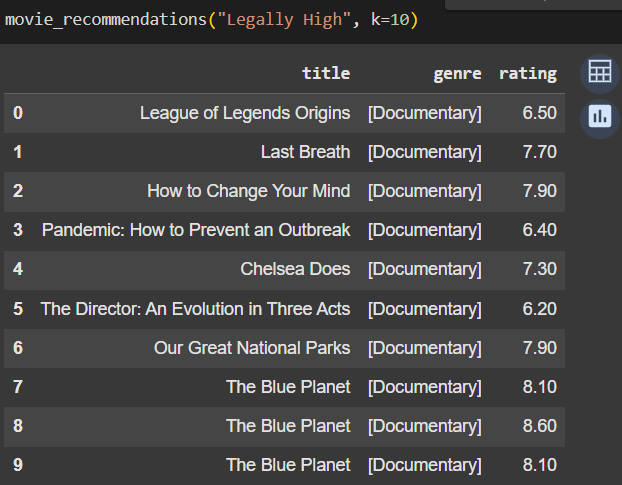 movie_recommendations("Legally High", k=10)
title genre rating
0 League of Legends Origins [Documentary] 6.50
1 Last Breath [Documentary] 7.70
2 How to Change Your Mind [Documentary] 7.90
3 Pandemic: How to Prevent an Outbreak [Documentary] 6.40
4 Chelsea Does [Documentary] 7.30
5 The Director: An Evolution in Three Acts [Documentary] 6.20
6 Our Great National Parks [Documentary] 7.90
7 The Blue Planet [Documentary] 8.10
8 The Blue Planet [Documentary] 8.60
9 The Blue Planet [Documentary] 8.10